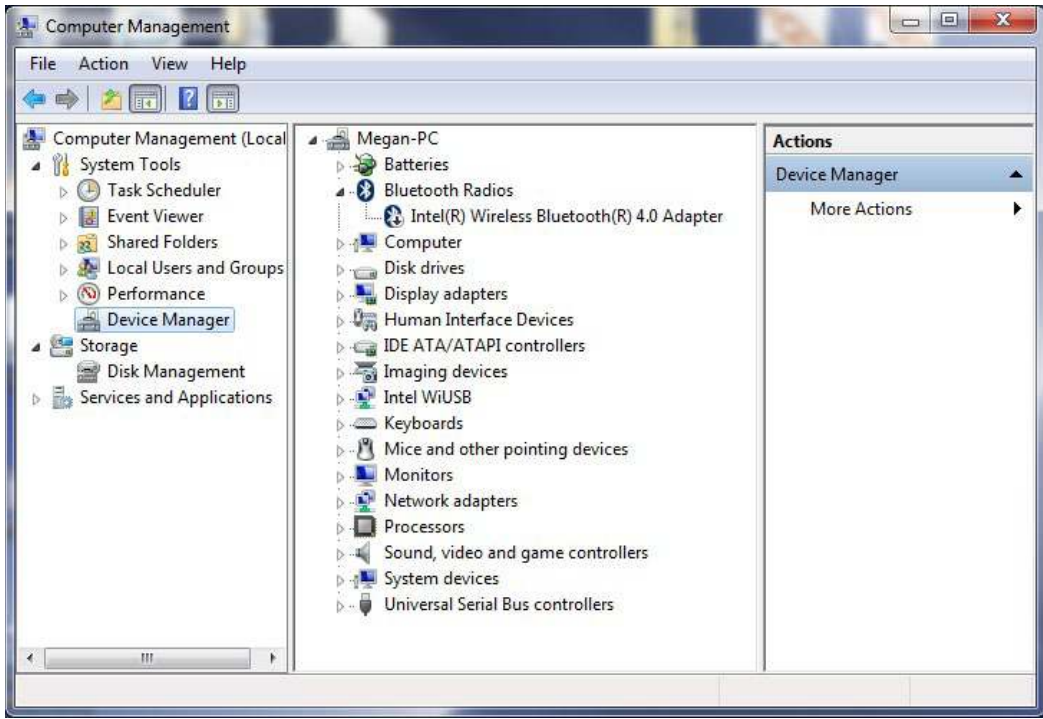 Computer Management
File Action View Help
Computer Management (Local
System Tools
Task Scheduler
Event Viewer
Shared Folders
Local Users and Groups
Performance
Device Manager
Storage
Disk Management
Services and Applications
Megan-PC
Batteries
Bluetooth Radios
Intel(R) Wireless Bluetooth(R) 4.0 Adapter
Computer
Disk drives
Display adapters
Human Interface Devices
IDE ATA/ATAPI controllers
Imaging devices
Intel WiUSB
Keyboards
Mice and other pointing devices
Monitors
Network adapters
Processors
Sound, video and game controllers
System devices
Universal Serial Bus controllers
Actions
Device Manager
More Actions